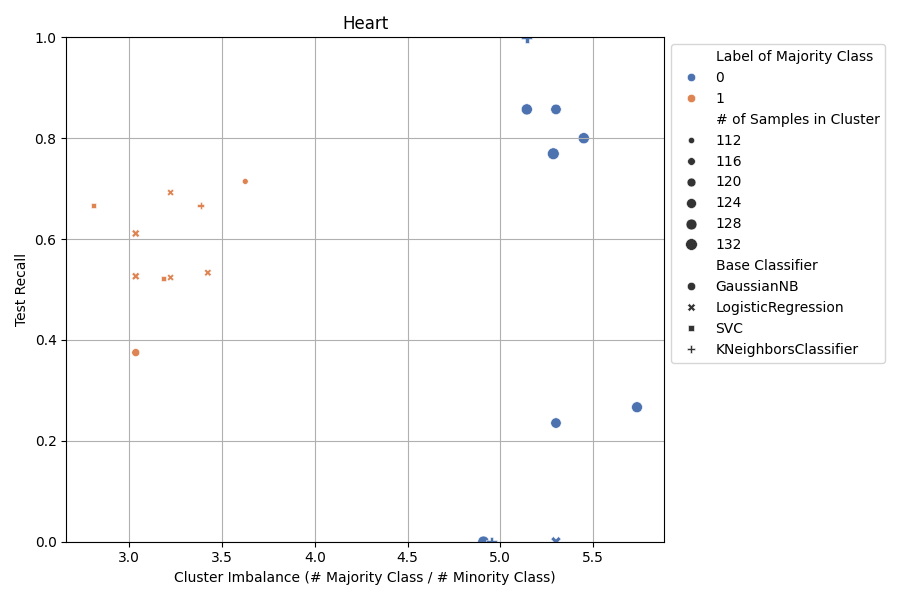 Heart
1.0
0.8
0.6
0.4
0.2
0.0
Test Recall
3.0
3.5
4.0
4.5
5.0
5.5
Cluster Imbalance (# Majority Class / # Minority Class)
Label of Majority Class
0
1
# of Samples in Cluster
112
116
120
124
128
132
Base Classifier
GaussianNB
LogisticRegression
SVC
KNeighborsClassifier